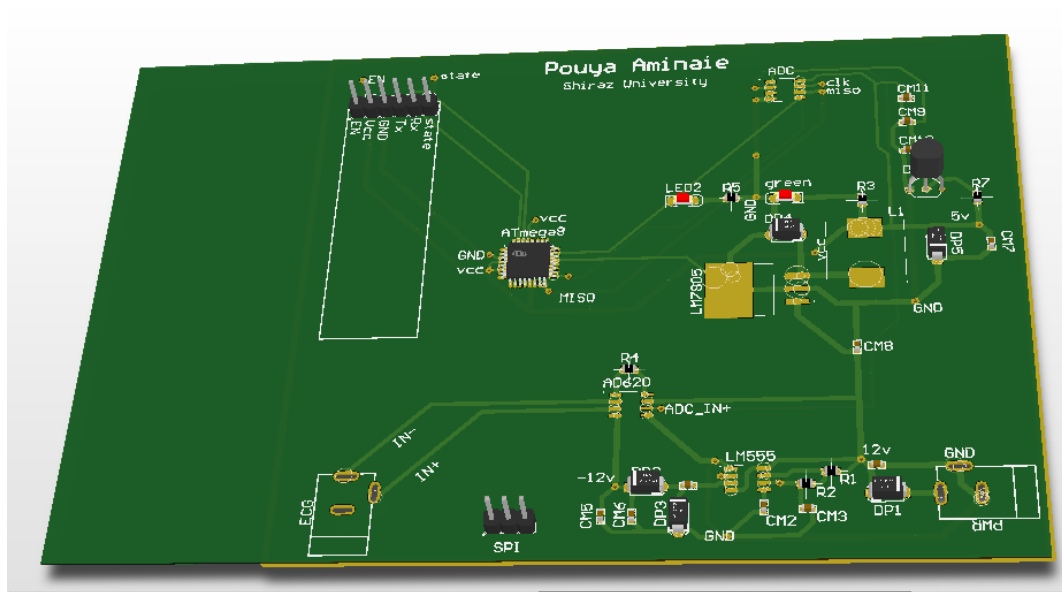 Pouya Aminaie
Shiraz University
EN
state
EN
Vcc
GND
Tx
Rx
state
ADC
clk
miso
CM11
CM9
LED2
R5
green
R3
R7
GND
L1
5v
DP5
CM7
vcc
ATmega8
GND
vcc
MISO
vcc
LM7805
GND
CM8
R4
AD620
ADC_IN+
IN-
IN+
LM555
12v
GND
-12v
R1
R2
ECG
CM5
CM6
DP3
CM2
CM3
DP1
PWR
GND
SPI